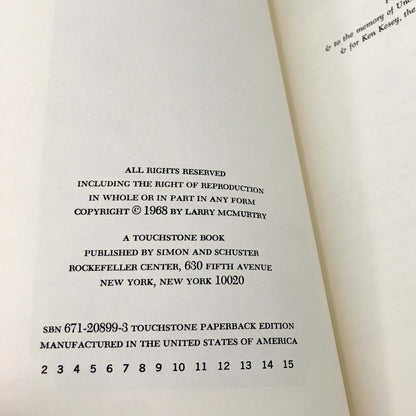 ALL RIGHTS RESERVED
INCLUDING THE RIGHT OF REPRODUCTION
IN WHOLE OR IN PART IN ANY FORM
COPYRIGHT © 1968 BY LARRY MCMURTRY
A TOUCHSTONE BOOK
PUBLISHED BY SIMON AND SCHUSTER
ROCKEFELLER CENTER, 630 FIFTH AVENUE
NEW YORK, NEW YORK 10020
SBN 671-20899-3 TOUCHSTONE PAPERBACK EDITION
MANUFACTURED IN THE UNITED STATES OF AMERICA
2 3 4 5 6 7 8 9 10 11 12 13 14 15
& to the memory of
& for Ken Kesey, the